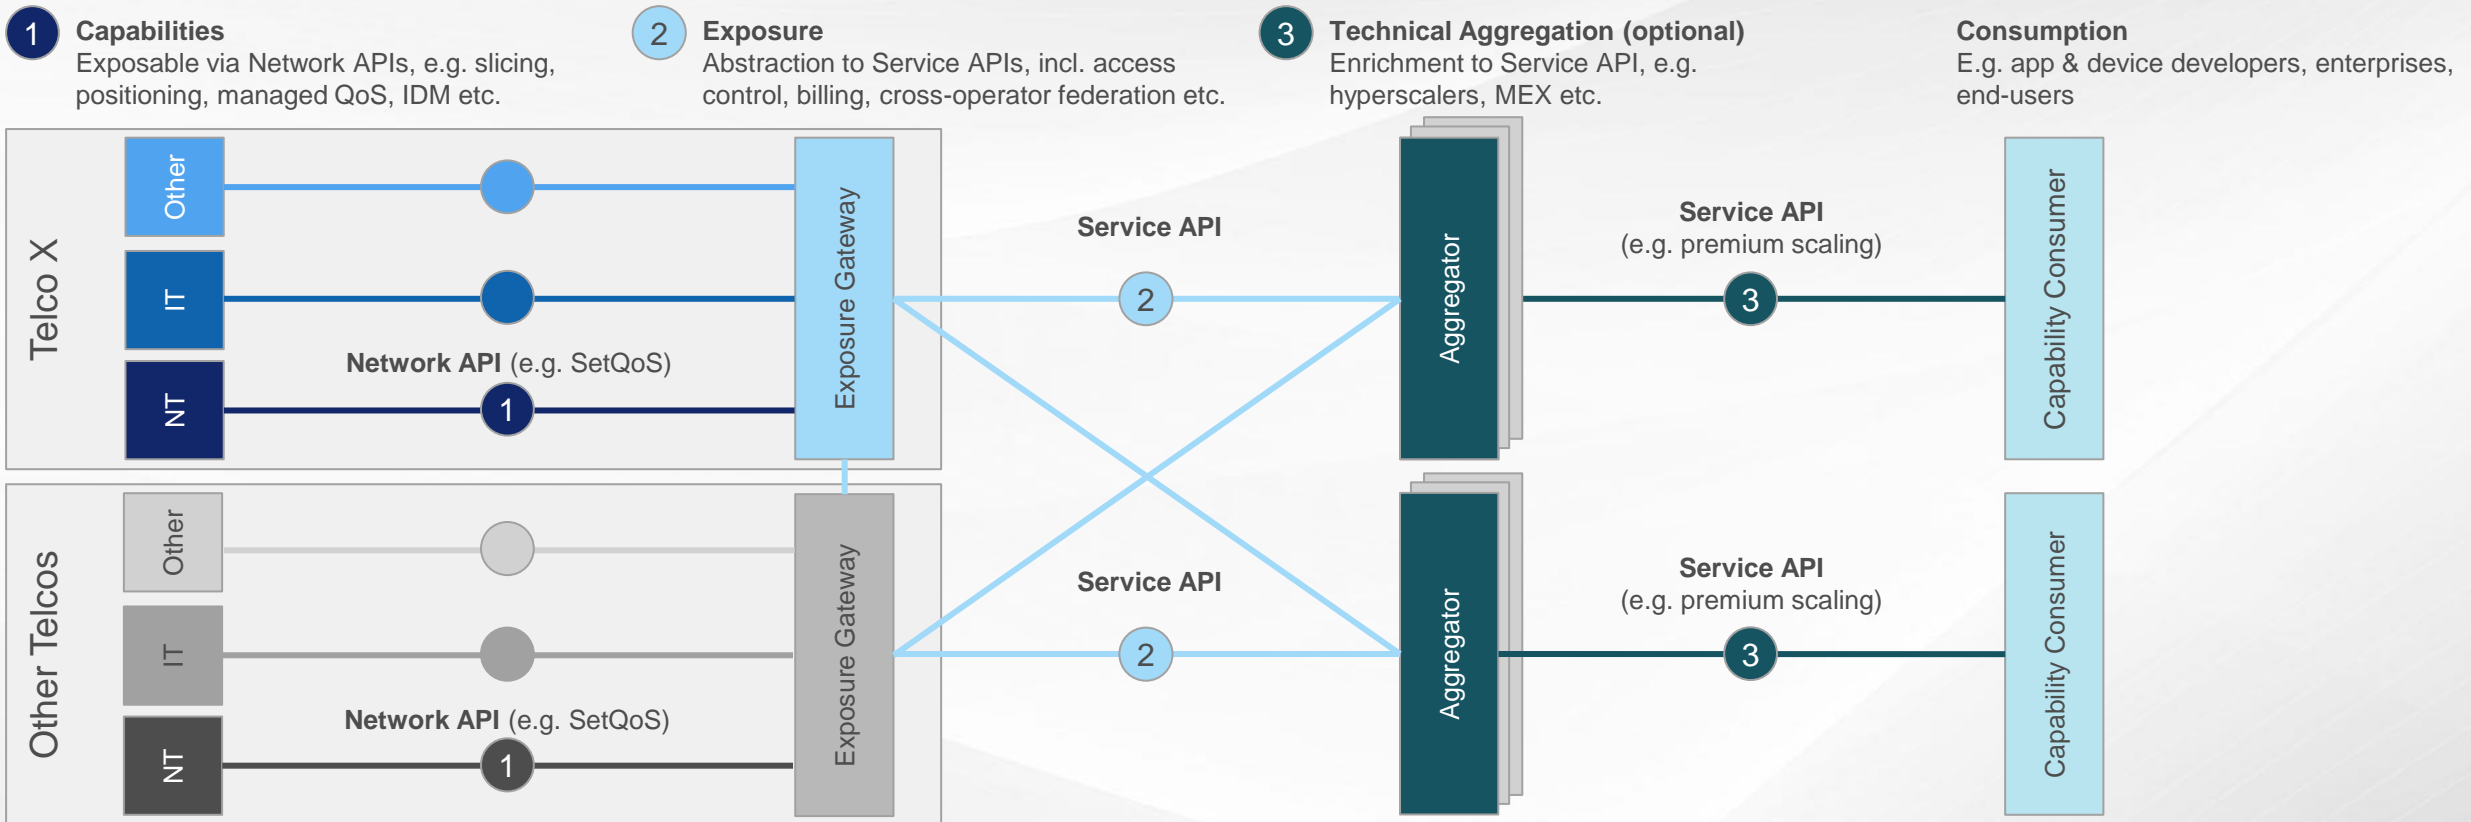 1
Capabilities
Exposable via Network APIs, e.g. slicing,
positioning, managed QoS, IDM etc.
2
Exposure
Abstraction to Service APIs, incl. access
control, billing, cross-operator federation etc.
3
Technical Aggregation (optional)
Enrichment to Service API, e.g.
hyperscalers, MEX etc.
Consumption
E.g. app & device developers, enterprises,
end-users
Telco X
Other
IT
NT
Network API (e.g. SetQoS)
1
Exposure Gateway
Service API
2
Aggregator
Service API
(e.g. premium scaling)
3
Capability Consumer
Other Telcos
Other
IT
NT
Network API (e.g. SetQoS)
1
Exposure Gateway
Service API
2
Aggregator
Service API
(e.g. premium scaling)
3
Capability Consumer